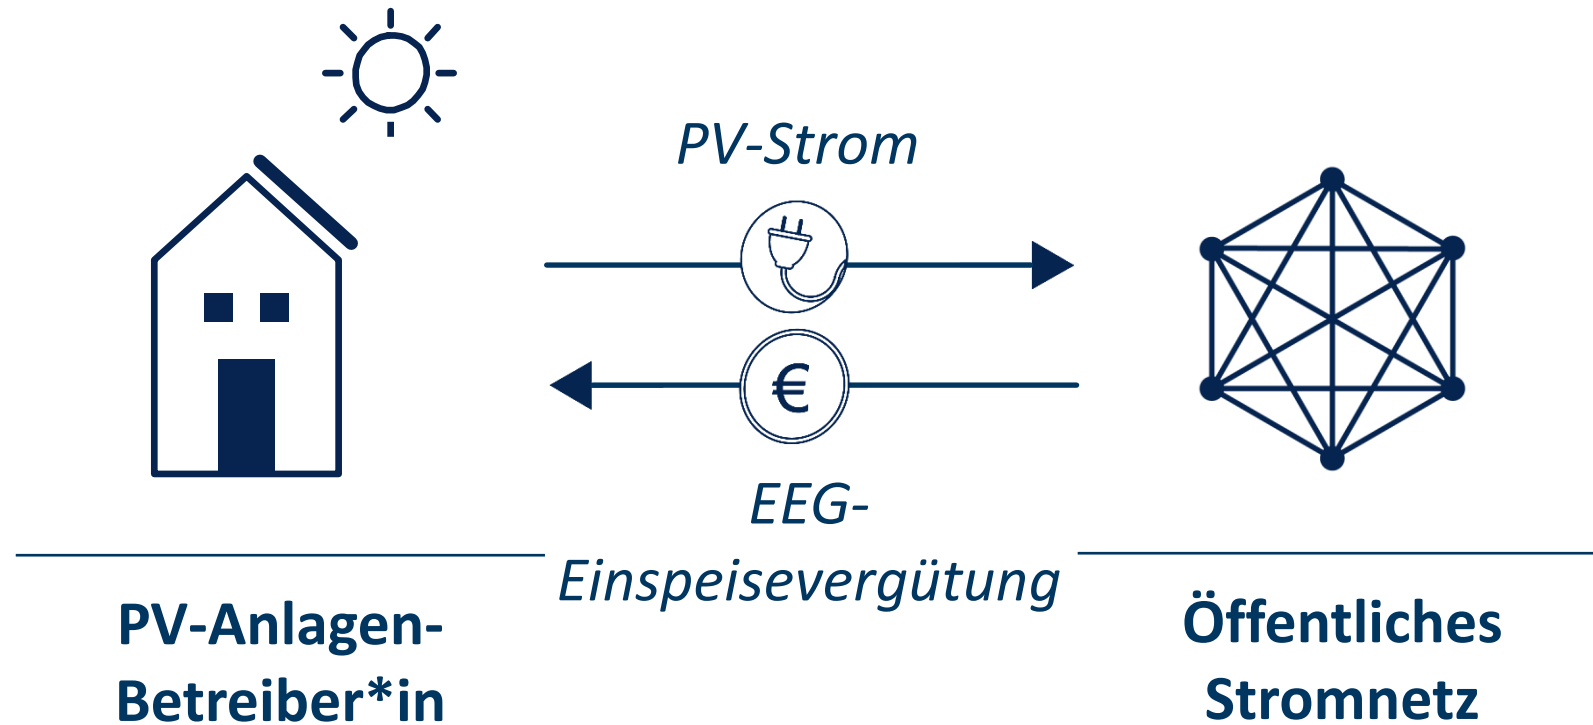 PV-Strom
€
EEG-
Einspeisevergütung
PV-Anlagen-
Betreiber*in
Öffentliches
Stromnetz